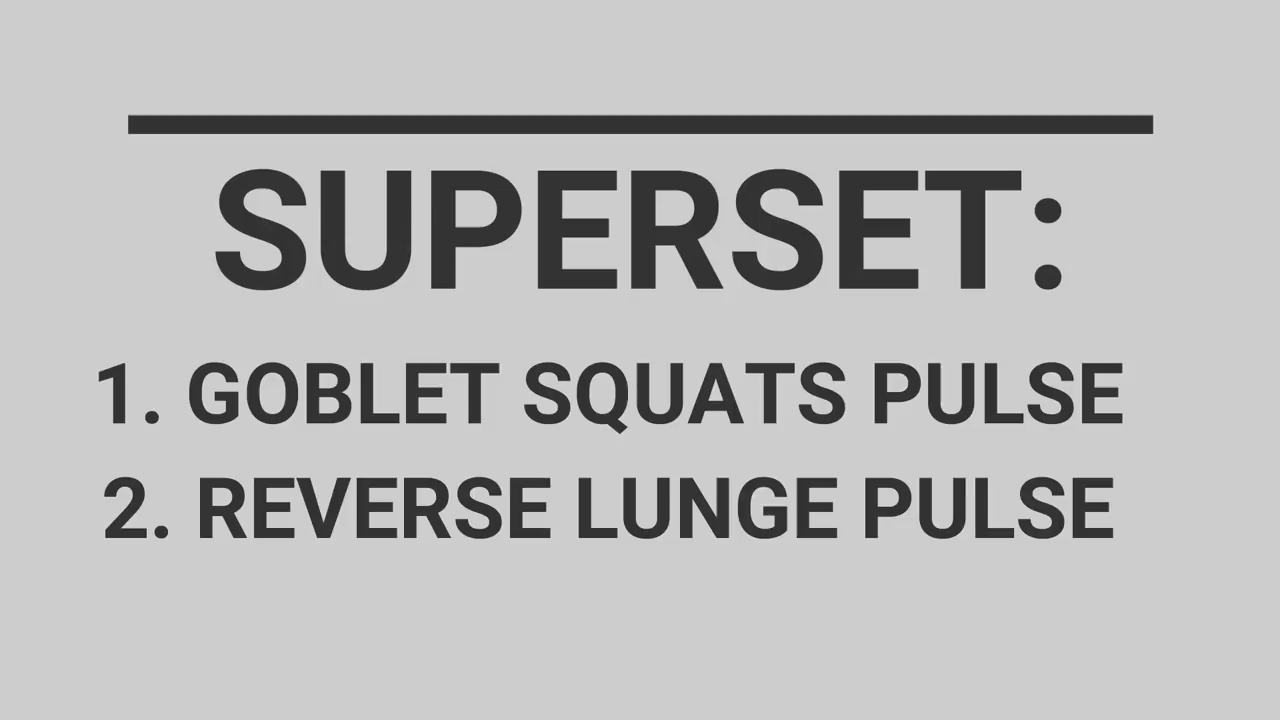 SUPERSET:
1. GOBLET SQUATS PULSE
2. REVERSE LUNGE PULSE